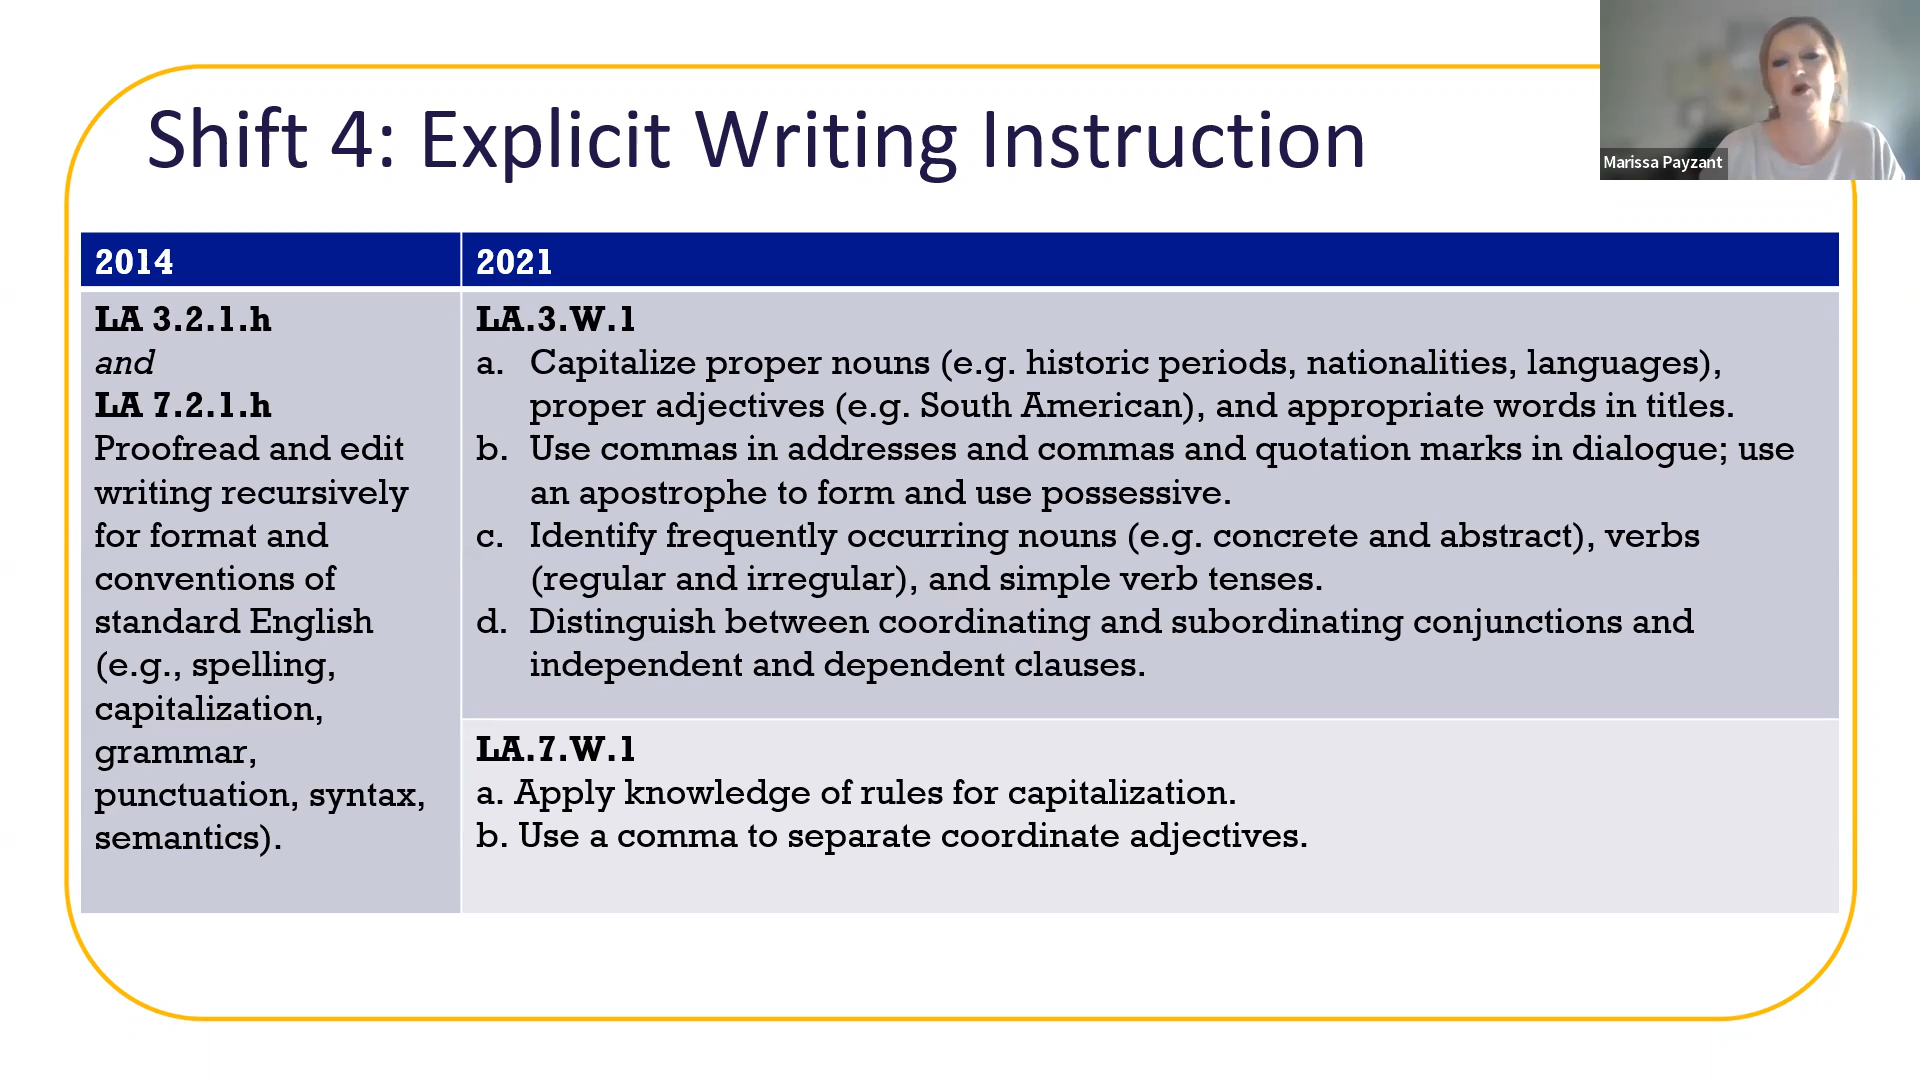 Shift 4: Explicit Writing Instruction
Marissa Payzant
2014
2021
LA 3.2.1.h
and
LA 7.2.1.h
Proofread and edit
writing recursively
for format and
conventions of
standard English
(e.g., spelling,
capitalization,
grammar,
punctuation, syntax,
semantics).
LA.3.W.1
a. Capitalize proper nouns (e.g. historic periods, nationalities, languages),
proper adjectives (e.g. South American), and appropriate words in titles.
b. Use commas in addresses and commas and quotation marks in dialogue; use
an apostrophe to form and use possessive.
c. Identify frequently occurring nouns (e.g. concrete and abstract), verbs
(regular and irregular), and simple verb tenses.
d. Distinguish between coordinating and subordinating conjunctions and
independent and dependent clauses.
LA.7.W.1
a. Apply knowledge of rules for capitalization.
b. Use a comma to separate coordinate adjectives.